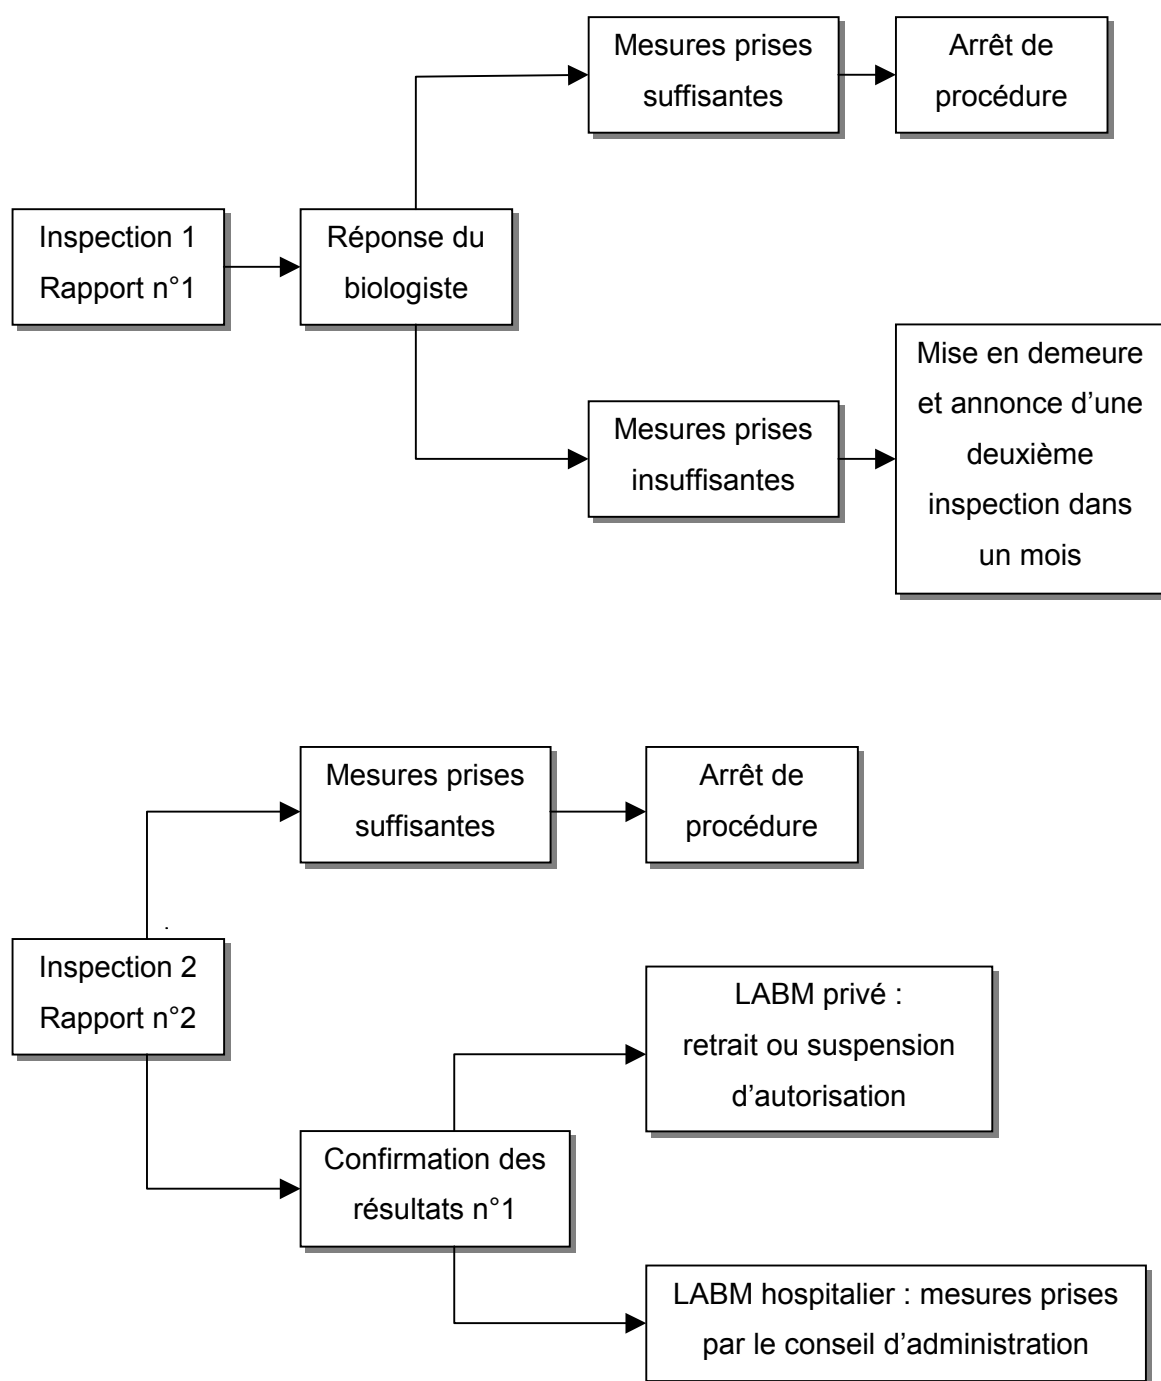 Mesures prises
suffisantes
Arrêt de
procédure
Inspection 1
Rapport n°1
Réponse du
biologiste
Mesures prises
insuffisantes
Mise en demeure
et annonce d’une
deuxième
inspection dans
un mois
Mesures prises
suffisantes
Arrêt de
procédure
.
Inspection 2
Rapport n°2
LABM privé :
retrait ou suspension
d’autorisation
Confirmation des
résultats n°1
LABM hospitalier : mesures prises
par le conseil d’administration